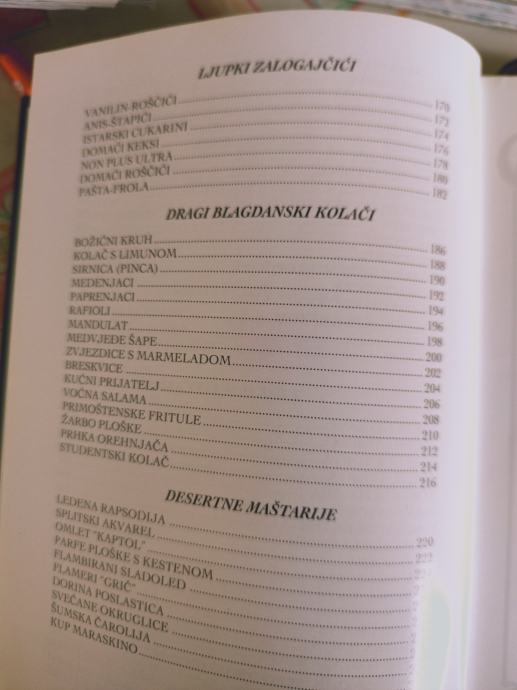 LJUPKI ZALOGAJČIĆI
VANILIN-ROŠČIĆI 170
ANIS-ŠTAPIĆI 172
ISTARSKI CUKARINI 174
DOMAĆI KEKSI 176
NON PLUS ULTRA 178
DOMAĆI ROŠČIĆI 180
PAŠTA-FROLA 182
DRAGI BLAGDANSKI KOLAČI
BOŽIĆNI KRUH 186
KOLAČ S LIMUNOM 188
SIRNICA (PINCA) 190
MEDENJACI 192
PAPRENJACI 194
RAFIOLI 196
MANDULAT 198
MEDVJEĐE ŠAPE 200
ZVJEZDICE S MARMELADOM 202
BRESKVICE 204
KUĆNI PRIJATELJ 206
VOĆNA SALAMA 208
PRIMOŠTENSKE FRITULE 210
ŽARBO PLOŠKE 212
PRHKA OREHNJAČA 214
STUDENTSKI KOLAČ 216
DESERTNE MAŠTARIJE
LEDENA RAPSODIJA 220
SPLITSKI AKVAREL 222
OMLET "KAPTOL"
PARFE PLOŠKE S KESTENOM
FLAMBIRANI SLADOLED
FLAMERI "GRIČ"
DORINA POSLASTICA
SVEČANE OKRUGLICE
ŠUMSKA ČAROLIJA
KUP MARASKINO